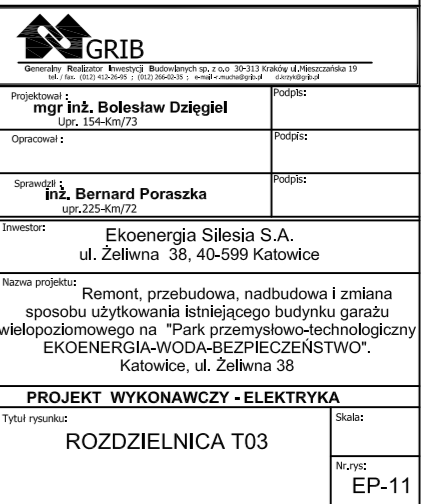 GRIB
Generalny Realizator Inwestycji Budowlanych sp. z o.o 30-313 Kraków ul.Mieszczańska 19
tel. / fax. (012) 412-26-95 ; (012) 266-02-35 ; e-mail -r.mucha@grib.pl d.krzyk@grib.pl
Projektował :
Podpis:
mgr inż. Bolesław Dzięgiel
Upr. 154-Km/73
Opracował :
Podpis:
Sprawdził :
Podpis:
inż. Bernard Poraszka
upr.225-Km/72
Inwestor:
Ekoenergia Silesia S.A.
ul. Żeliwna 38, 40-599 Katowice
Nazwa projektu:
Remont, przebudowa, nadbudowa i zmiana
sposobu użytkowania istniejącego budynku garażu
wielopoziomowego na "Park przemysłowo-technologiczny
EKOENERGIA-WODA-BEZPIECZEŃSTWO".
Katowice, ul. Żeliwna 38
PROJEKT WYKONAWCZY - ELEKTRYKA
Tytuł rysunku:
Skala:
ROZDZIELNICA T03
Nr.rys:
EP-11